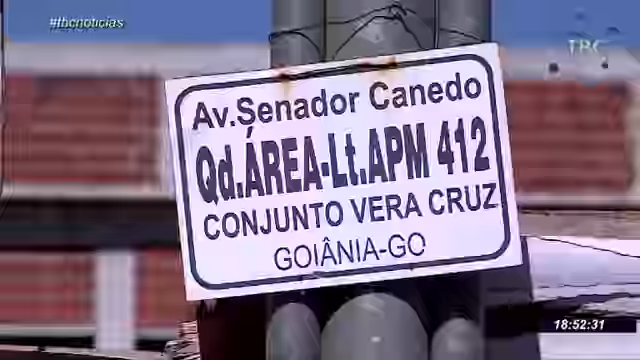 #tbcnoticias
TBC
Av.Senador Canedo
Qd.ÁREA-Lt.APM 412
CONJUNTO VERA CRUZ
GOIÂNIA-GO
18:52:31